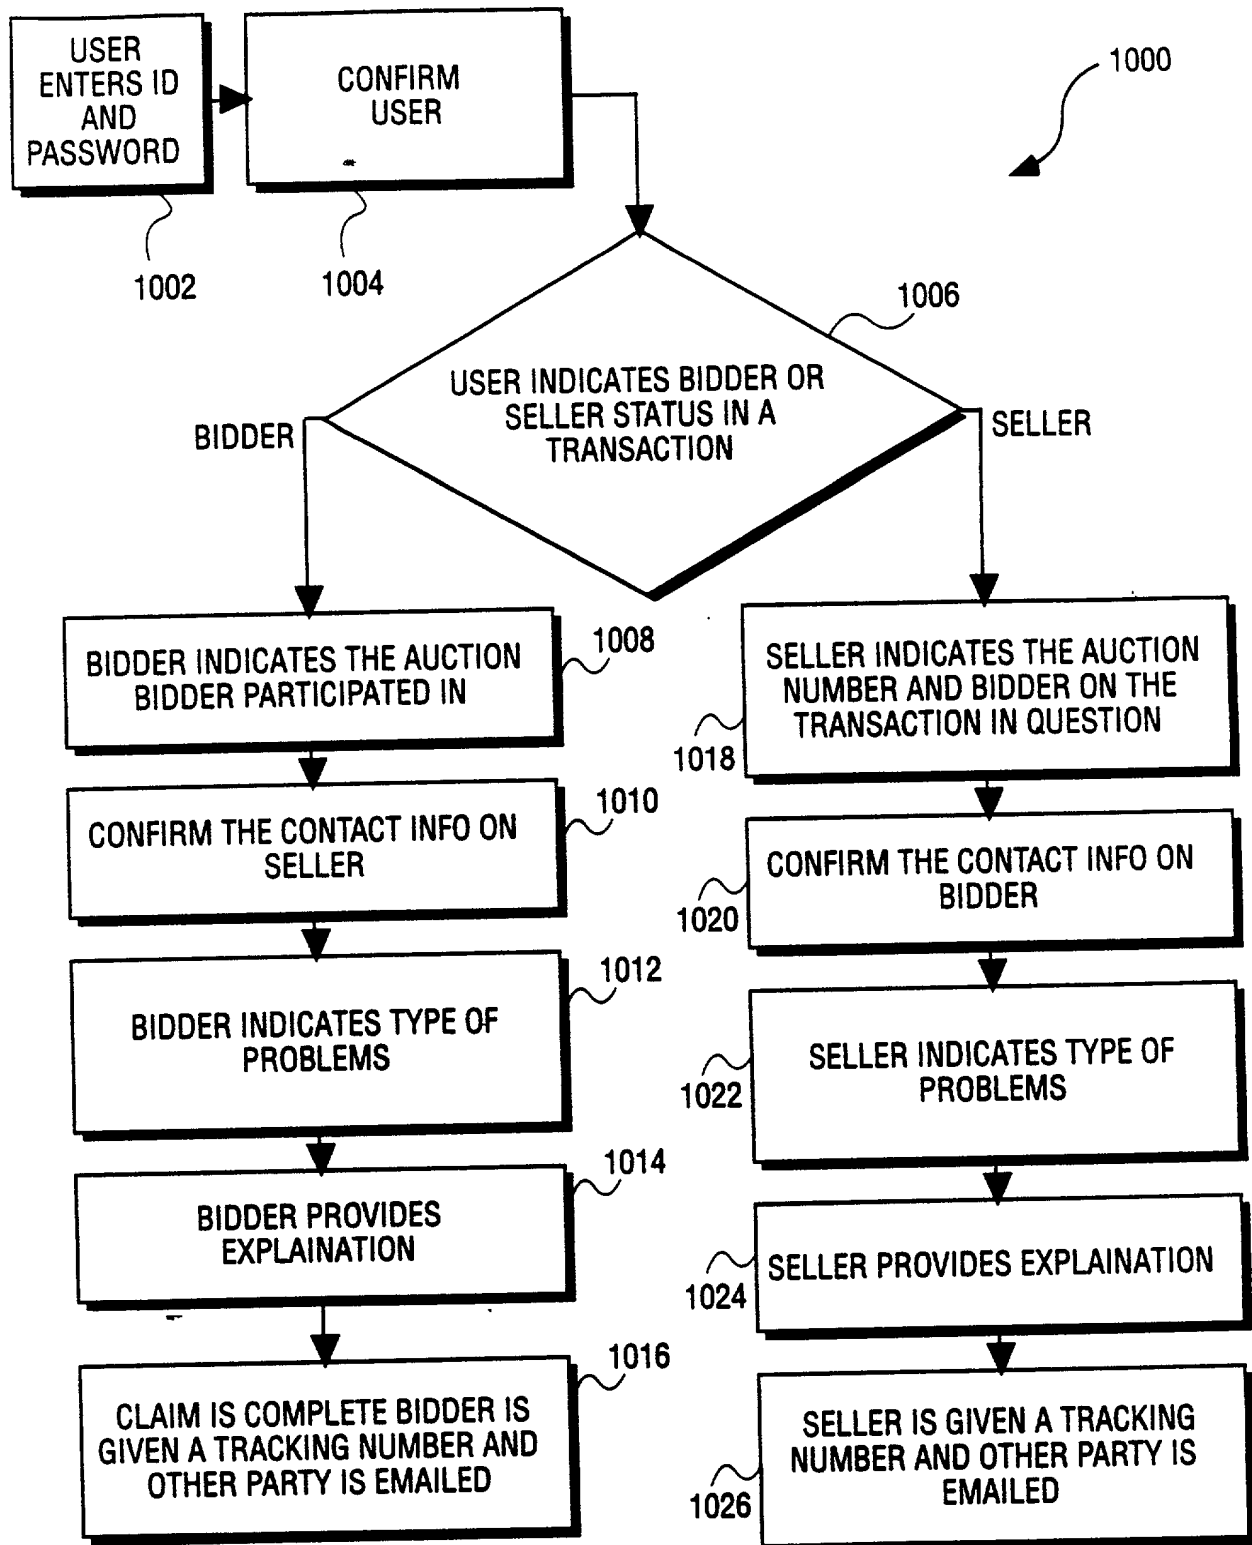 USER
ENTERS ID
AND
PASSWORD
1002
CONFIRM
USER
1004
1000
USER INDICATES BIDDER OR
SELLER STATUS IN A
TRANSACTION
1006
BIDDER
SELLER
BIDDER INDICATES THE AUCTION
BIDDER PARTICIPATED IN
1008
CONFIRM THE CONTACT INFO ON
SELLER
1010
BIDDER INDICATES TYPE OF
PROBLEMS
1012
BIDDER PROVIDES
EXPLAINATION
1014
CLAIM IS COMPLETE BIDDER IS
GIVEN A TRACKING NUMBER AND
OTHER PARTY IS EMAILED
1016
SELLER INDICATES THE AUCTION
NUMBER AND BIDDER ON THE
TRANSACTION IN QUESTION
1018
CONFIRM THE CONTACT INFO ON
BIDDER
1020
SELLER INDICATES TYPE OF
PROBLEMS
1022
SELLER PROVIDES EXPLAINATION
1024
SELLER IS GIVEN A TRACKING
NUMBER AND OTHER PARTY IS
EMAILED
1026